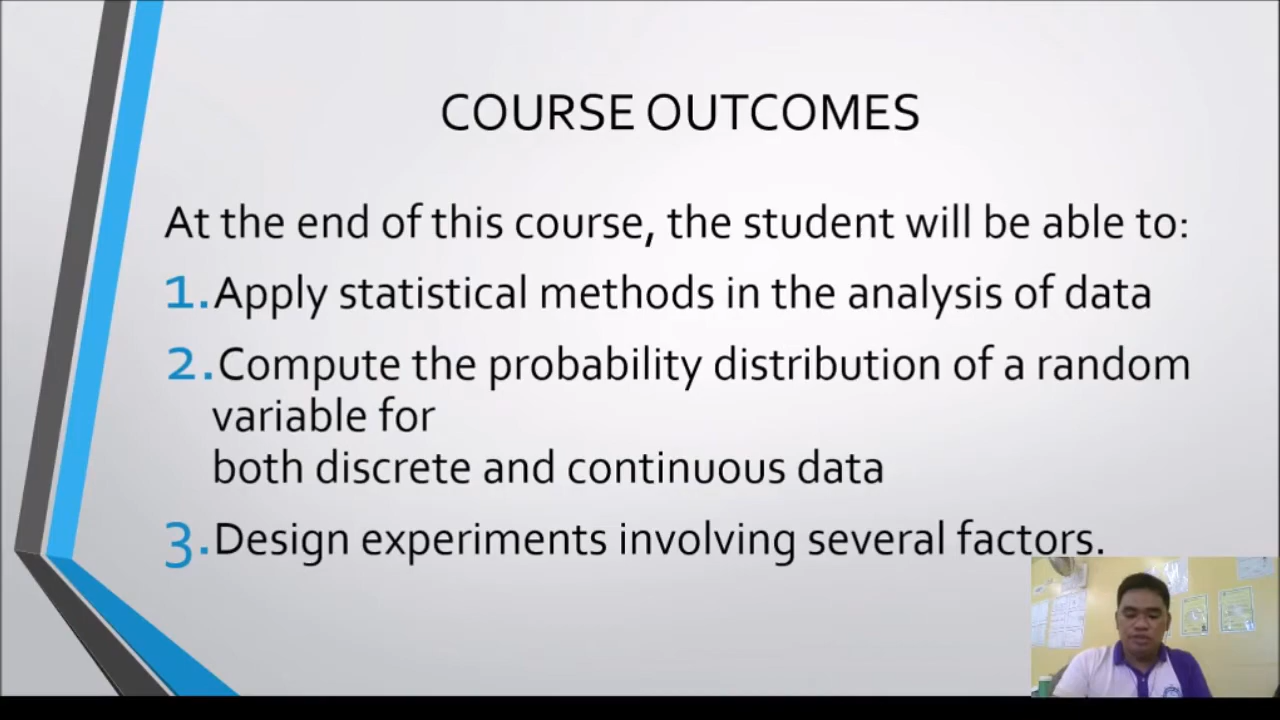 COURSE OUTCOMES
At the end of this course, the student will be able to:
1.Apply statistical methods in the analysis of data
2.Compute the probability distribution of a random
variable for
both discrete and continuous data
3.Design experiments involving several factors.